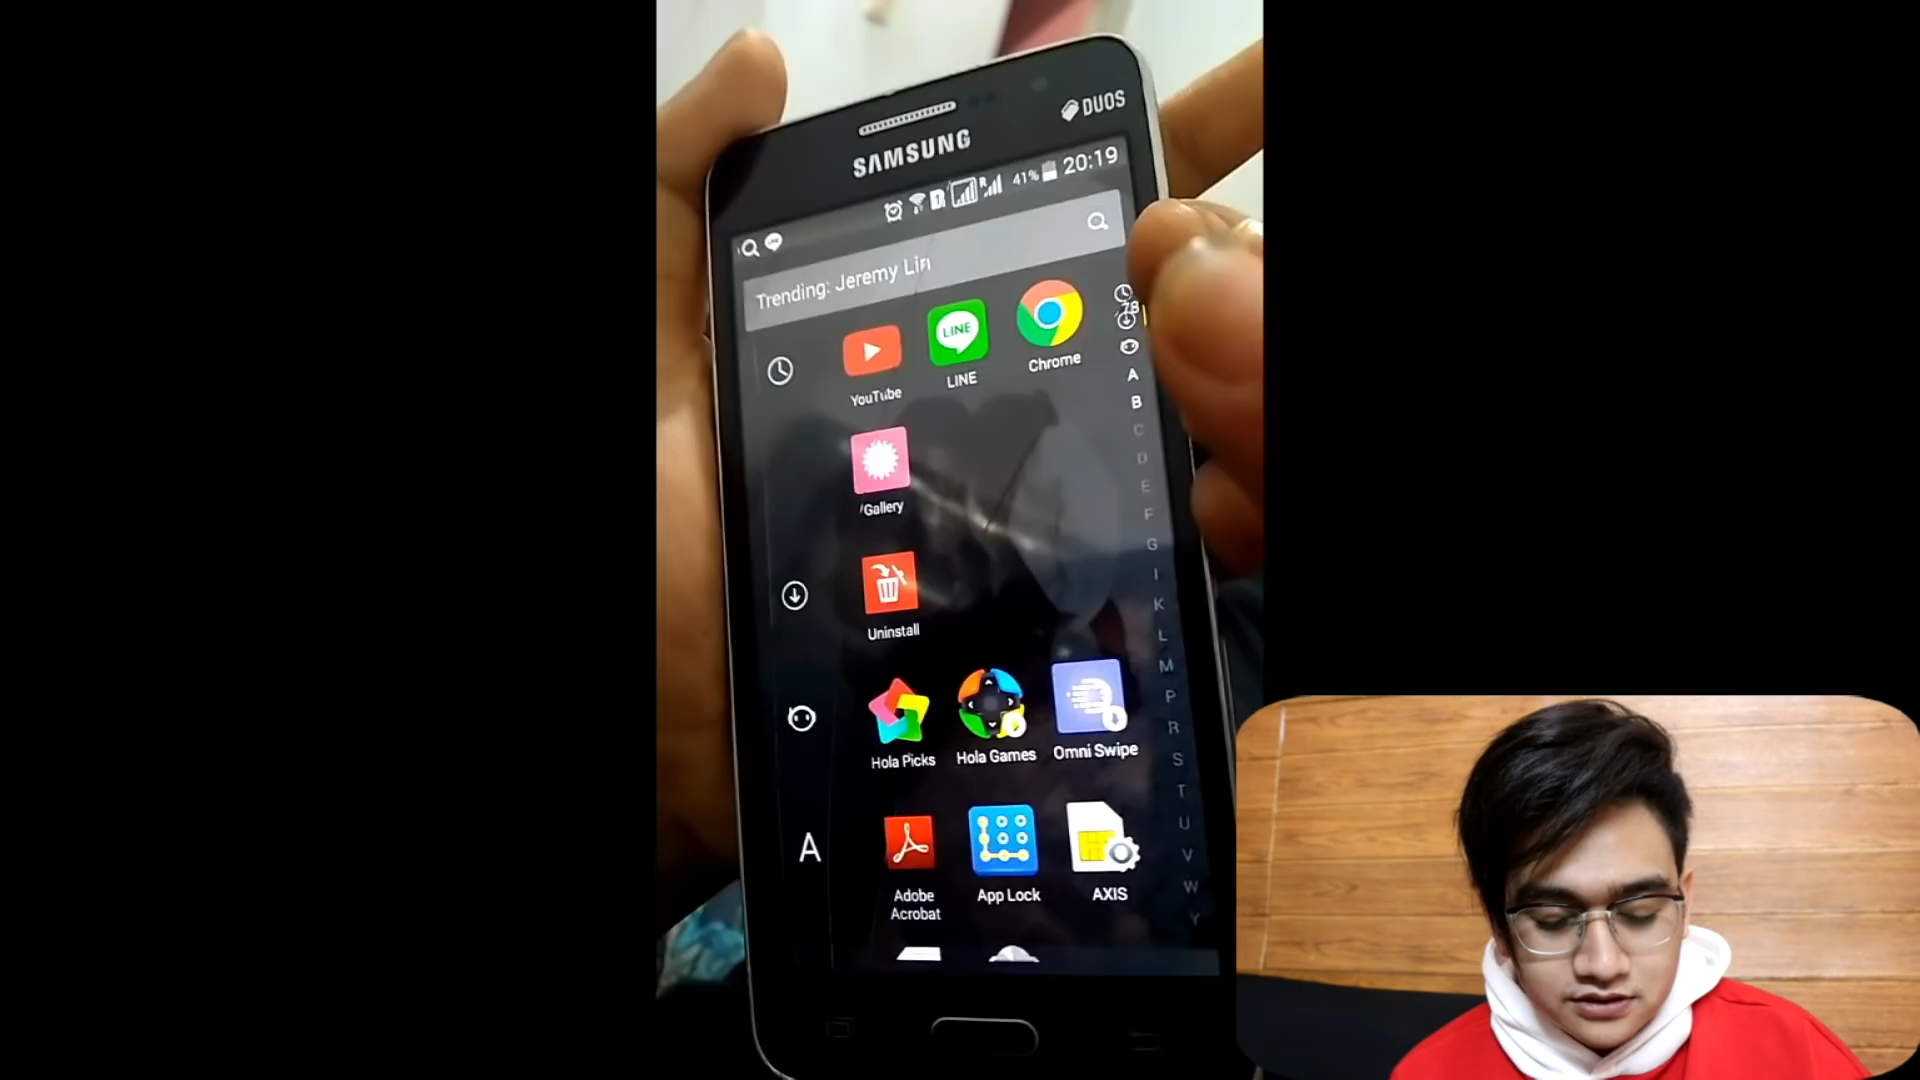 DUOS
SAMSUNG
41% 20:19
Trending: Jeremy Lin
LINE
YouTube
LINE
Chrome
Gallery
Uninstall
Hola Picks
Hola Games
Omni Swipe
A
Adobe
Acrobat
App Lock
AXIS
A
B
C
D
E
F
G
I
K
L
M
P
R
S
T
U
V
W
Y